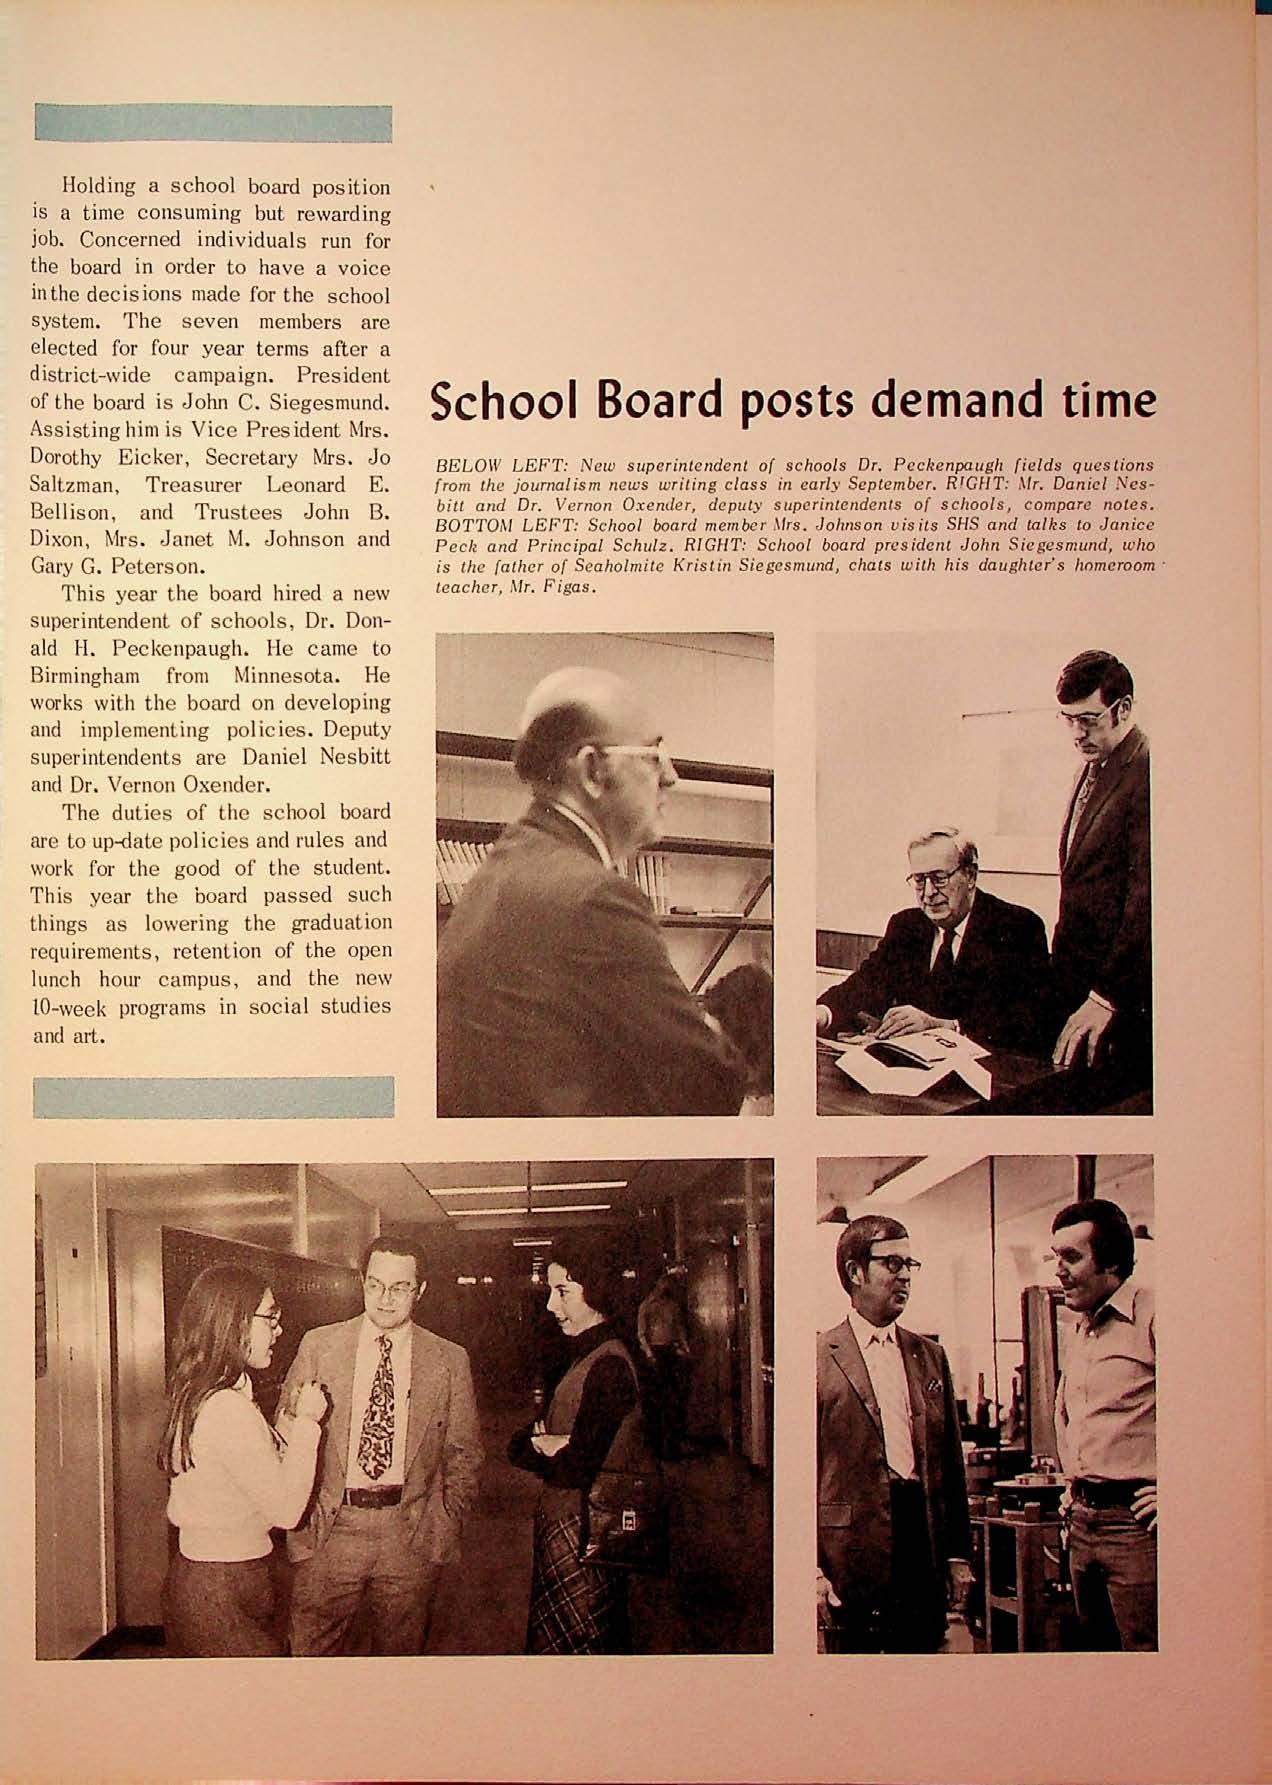 Holding a school board position
is a time consuming but rewarding
job. Concerned individuals run for
the board in order to have a voice
in the decisions made for the school
system. The seven members are
elected for four year terms after a
district-wide campaign. President
of the board is John C. Siegesmund.
Assisting him is Vice President Mrs.
Dorothy Eicker, Secretary Mrs. Jo
Saltzman, Treasurer Leonard E.
Bellison, and Trustees John B.
Dixon, Mrs. Janet M. Johnson and
Gary G. Peterson.
This year the board hired a new
superintendent of schools, Dr. Don-
ald H. Peckenpaugh. He came to
Birmingham from Minnesota. He
works with the board on developing
and implementing policies. Deputy
superintendents are Daniel Nesbitt
and Dr. Vernon Oxender.
The duties of the school board
are to up-date policies and rules and
work for the good of the student.
This year the board passed such
things as lowering the graduation
requirements, retention of the open
lunch hour campus, and the new
10-week programs in social studies
and art.
School Board posts demand time
BELOW LEFT: New superintendent of schools Dr. Peckenpaugh fields questions
from the journalism news writing class in early September. RIGHT: Mr. Daniel Nes-
bitt and Dr. Vernon Oxender, deputy superintendents of schools, compare notes.
BOTTOM LEFT: School board member Mrs. Johnson visits SHS and talks to Janice
Peck and Principal Schulz. RIGHT: School board president John Siegesmund, who
is the father of Seaholmite Kristin Siegesmund, chats with his daughter's homeroom
teacher, Mr. Figas.